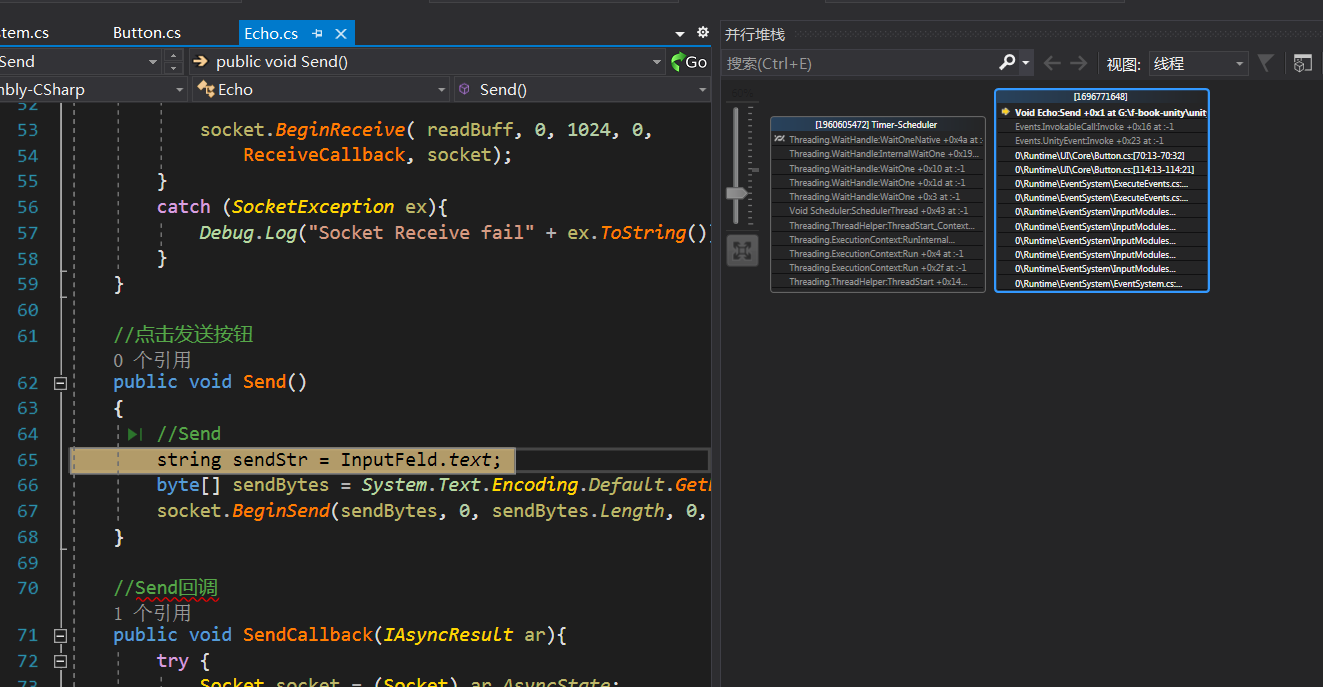 stem.cs
Button.cs
Echo.cs
Send
public void Send()
Go
mbly-CSharp
Echo
Send()
52
53 socket.BeginReceive( readBuff, 0, 1024, 0,
54 ReceiveCallback, socket);
55 }
56 catch (SocketException ex){
57 Debug.Log("Socket Receive fail" + ex.ToString())
58 }
59 }
60
61 //点击发送按钮
0 个引用
62 public void Send()
63 {
64 //Send
65 string sendStr = InputFeld.text;
66 byte[] sendBytes = System.Text.Encoding.Default.Get
67 socket.BeginSend(sendBytes, 0, sendBytes.Length, 0,
68 }
69
70 //Send回调
1 个引用
71 public void SendCallback(IAsyncResult ar){
72 try {
73 Socket socket = (Socket) ar.AsyncState;
并行堆栈
搜索(Ctrl+E)
视图:
线程
[1960605472] Timer-Scheduler
Threading.WaitHandle:WaitOneNative +0x4a at :
Threading.WaitHandle:InternalWaitOne +0x19...
Threading.WaitHandle:WaitOne +0x10 at :-1
Threading.WaitHandle:WaitOne +0x1d at :-1
Threading.WaitHandle:WaitOne +0x3 at :-1
Void Scheduler:SchedulerThread +0x43 at :-1
Threading.ThreadHelper:ThreadStart_Context...
Threading.ExecutionContext:RunInternal...
Threading.ExecutionContext:Run +0x4 at :-1
Threading.ExecutionContext:Run +0x2f at :-1
Threading.ThreadHelper:ThreadStart +0x14...
[1696771648]
Void Echo:Send +0x1 at G:\f-book-unity\unit
Events.InvokableCall:Invoke +0x16 at :-1
Events.UnityEvent:Invoke +0x23 at :-1
0\Runtime\UI\Core\Button.cs:[70:13-70:32]
0\Runtime\UI\Core\Button.cs:[114:13-114:21]
0\Runtime\EventSystem\ExecuteEvents.cs:...
0\Runtime\EventSystem\ExecuteEvents.cs:...
0\Runtime\EventSystem\InputModules...
0\Runtime\EventSystem\InputModules...
0\Runtime\EventSystem\InputModules...
0\Runtime\EventSystem\InputModules...
0\Runtime\EventSystem\InputModules...
0\Runtime\EventSystem\EventSystem.cs:...